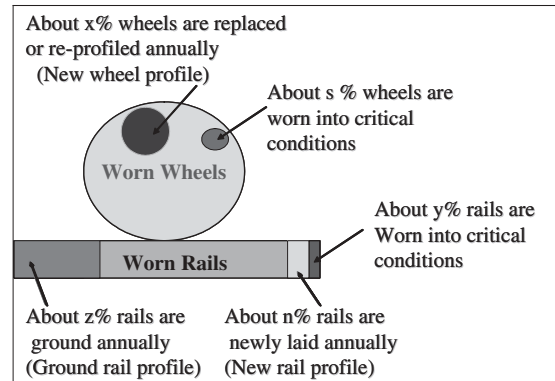 About x% wheels are replaced
or re-profiled annually
(New wheel profile)
About s % wheels are
worn into critical
conditions
Worn Wheels
About y% rails are
Worn into critical
conditions
Worn Rails
About z% rails are
ground annually
(Ground rail profile)
About n% rails are
newly laid annually
(New rail profile)